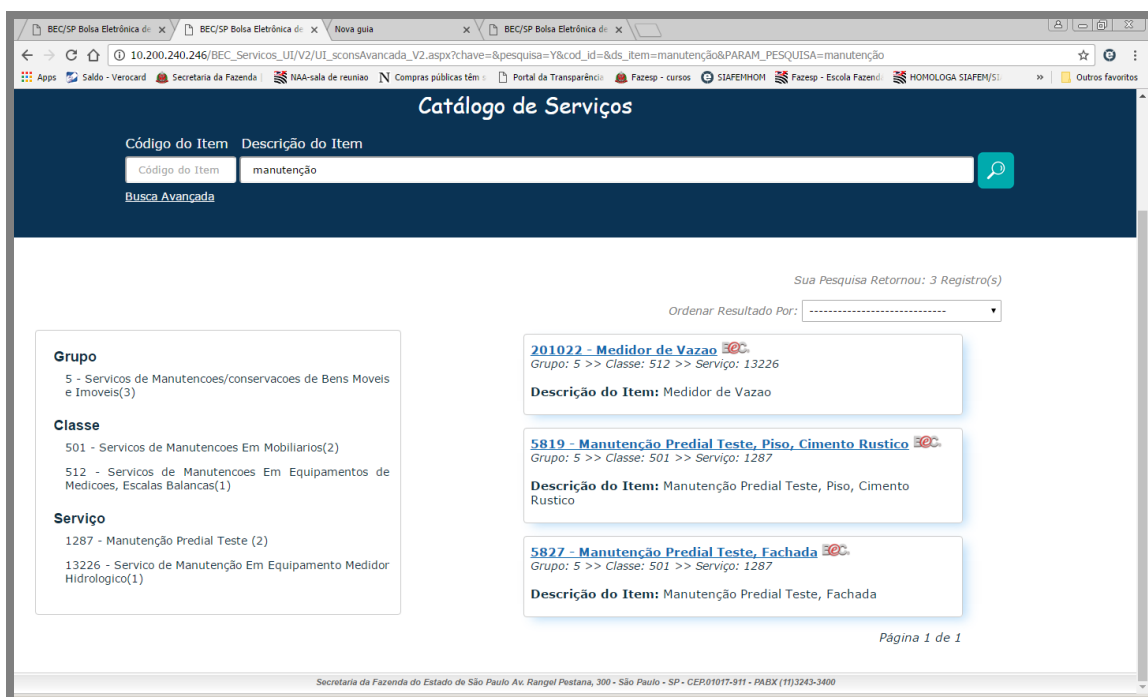 BEC/SP Bolsa Eletrônica de
BEC/SP Bolsa Eletrônica de
Nova guia
BEC/SP Bolsa Eletrônica de
10.200.240.246/BEC_Servicos_UI/V2/UI_sconsAvancada_V2.aspx?chave=&pesquisa=Y&cod_id=&ds_item=manutenção&PARAM_PESQUISA=manutenção
Apps Saldo - Verocard Secretaria da Fazenda | NAA-sala de reuniao Compras públicas têm Portal da Transparência Fazesp - cursos SIAFEMHOM Fazesp - Escola Fazend HOMOLOGA SIAFEM/SI » Outros favoritos
Catálogo de Serviços
Código do Item Descrição do Item
Código do Item manutenção
Busca Avançada
Sua Pesquisa Retornou: 3 Registro(s)
Ordenar Resultado Por: ----------------------------
Grupo
5 - Servicos de Manutencoes/conservacoes de Bens Moveis
e Imoveis(3)
Classe
501 - Servicos de Manutencoes Em Mobiliarios(2)
512 - Servicos de Manutencoes Em Equipamentos de
Medicoes, Escalas Balancas(1)
Serviço
1287 - Manutenção Predial Teste (2)
13226 - Servico de Manutenção Em Equipamento Medidor
Hidrologico(1)
201022 - Medidor de Vazao BEC
Grupo: 5 >> Classe: 512 >> Serviço: 13226
Descrição do Item: Medidor de Vazao
5819 - Manutenção Predial Teste, Piso, Cimento Rustico BEC
Grupo: 5 >> Classe: 501 >> Serviço: 1287
Descrição do Item: Manutenção Predial Teste, Piso, Cimento
Rustico
5827 - Manutenção Predial Teste, Fachada BEC
Grupo: 5 >> Classe: 501 >> Serviço: 1287
Descrição do Item: Manutenção Predial Teste, Fachada
Página 1 de 1
Secretaria da Fazenda do Estado de São Paulo Av. Rangel Pestana, 300 - São Paulo - SP - CEP.01017-911 - PABX (11)3243-3400